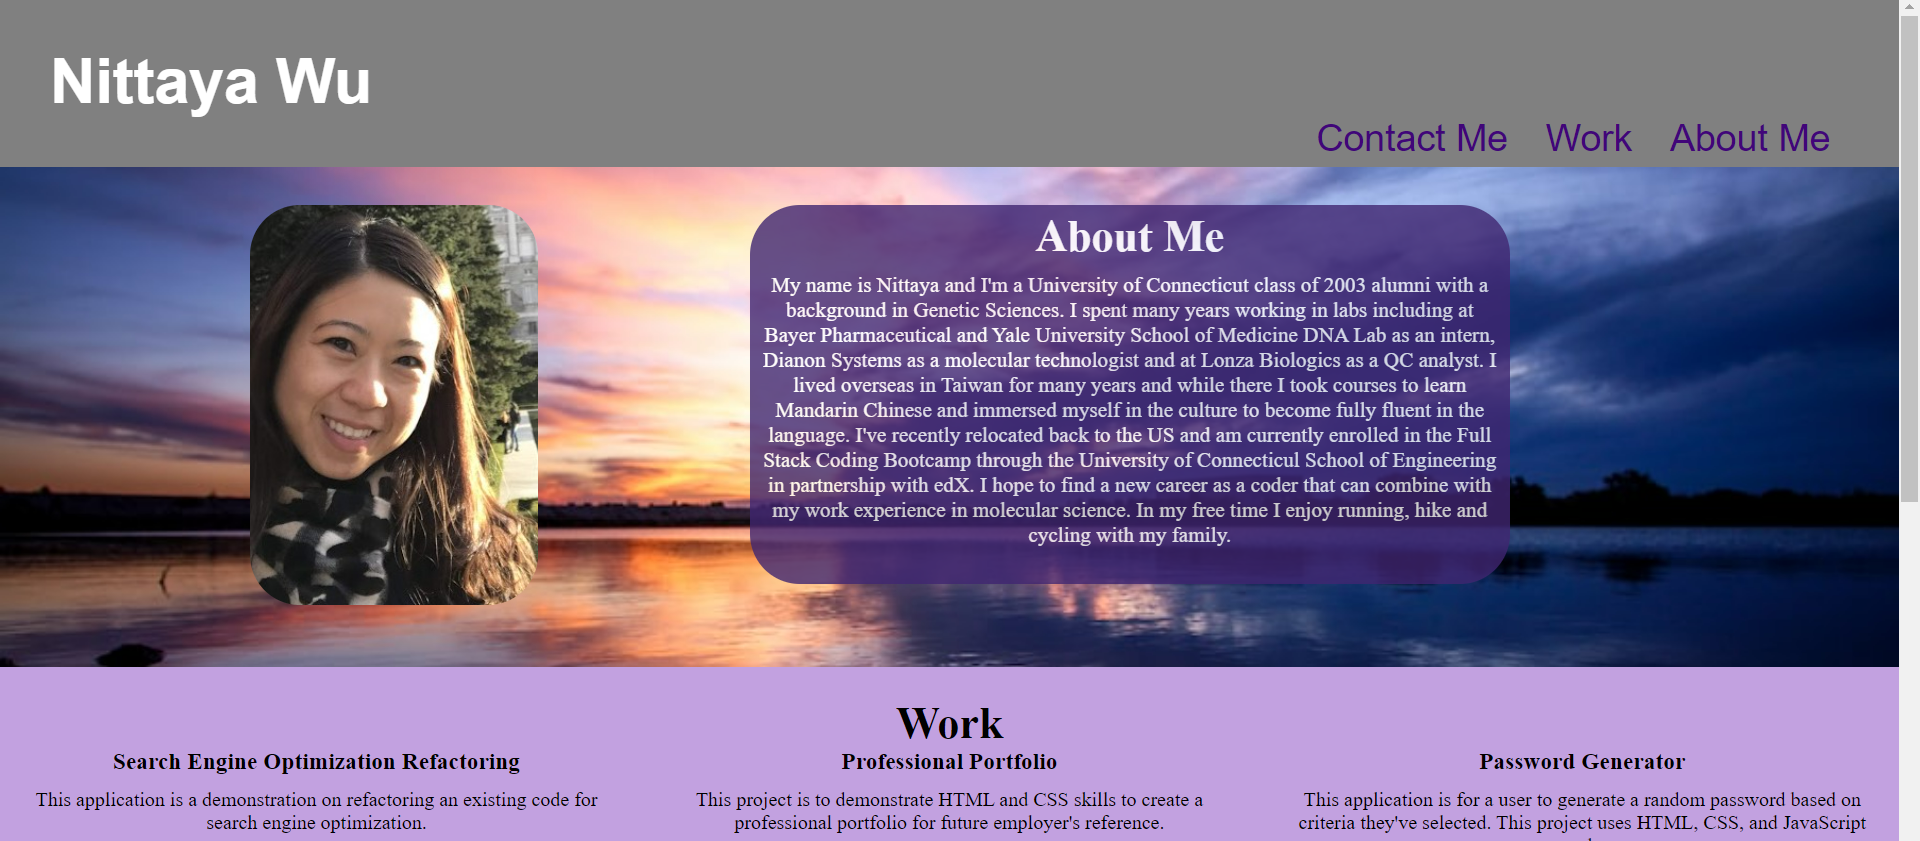 Nittaya Wu
Contact Me Work About Me
About Me
My name is Nittaya and I'm a University of Connecticut class of 2003 alumni with a
background in Genetic Sciences. I spent many years working in labs including at
Bayer Pharmaceutical and Yale University School of Medicine DNA Lab as an intern,
Dianon Systems as a molecular technologist and at Lonza Biologics as a QC analyst. I
lived overseas in Taiwan for many years and while there I took courses to learn
Mandarin Chinese and immersed myself in the culture to become fully fluent in the
language. I've recently relocated back to the US and am currently enrolled in the Full
Stack Coding Bootcamp through the University of Connecticul School of Engineering
in partnership with edX. I hope to find a new career as a coder that can combine with
my work experience in molecular science. In my free time I enjoy running, hike and
cycling with my family.
Work
Search Engine Optimization Refactoring
This application is a demonstration on refactoring an existing code for
search engine optimization.
Professional Portfolio
This project is to demonstrate HTML and CSS skills to create a
professional portfolio for future employer's reference.
Password Generator
This application is for a user to generate a random password based on
criteria they've selected. This project uses HTML, CSS, and JavaScript